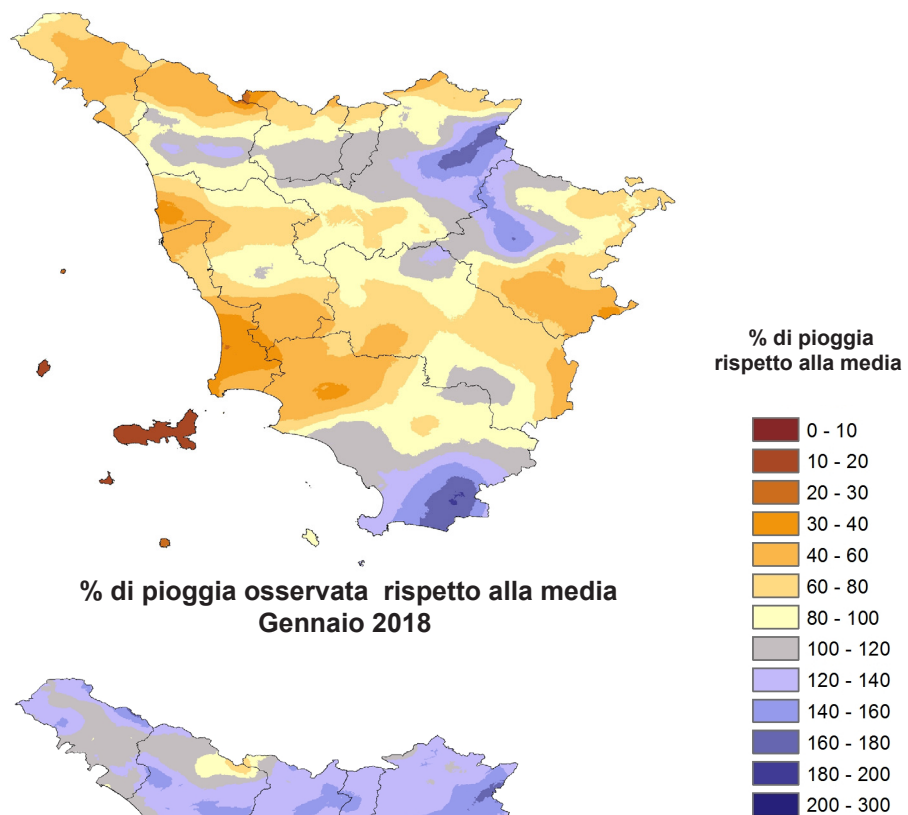 % di pioggia
rispetto alla media
0 - 10
10 - 20
20 - 30
30 - 40
40 - 60
60 - 80
80 - 100
100 - 120
120 - 140
140 - 160
160 - 180
180 - 200
200 - 300
% di pioggia osservata rispetto alla media
Gennaio 2018